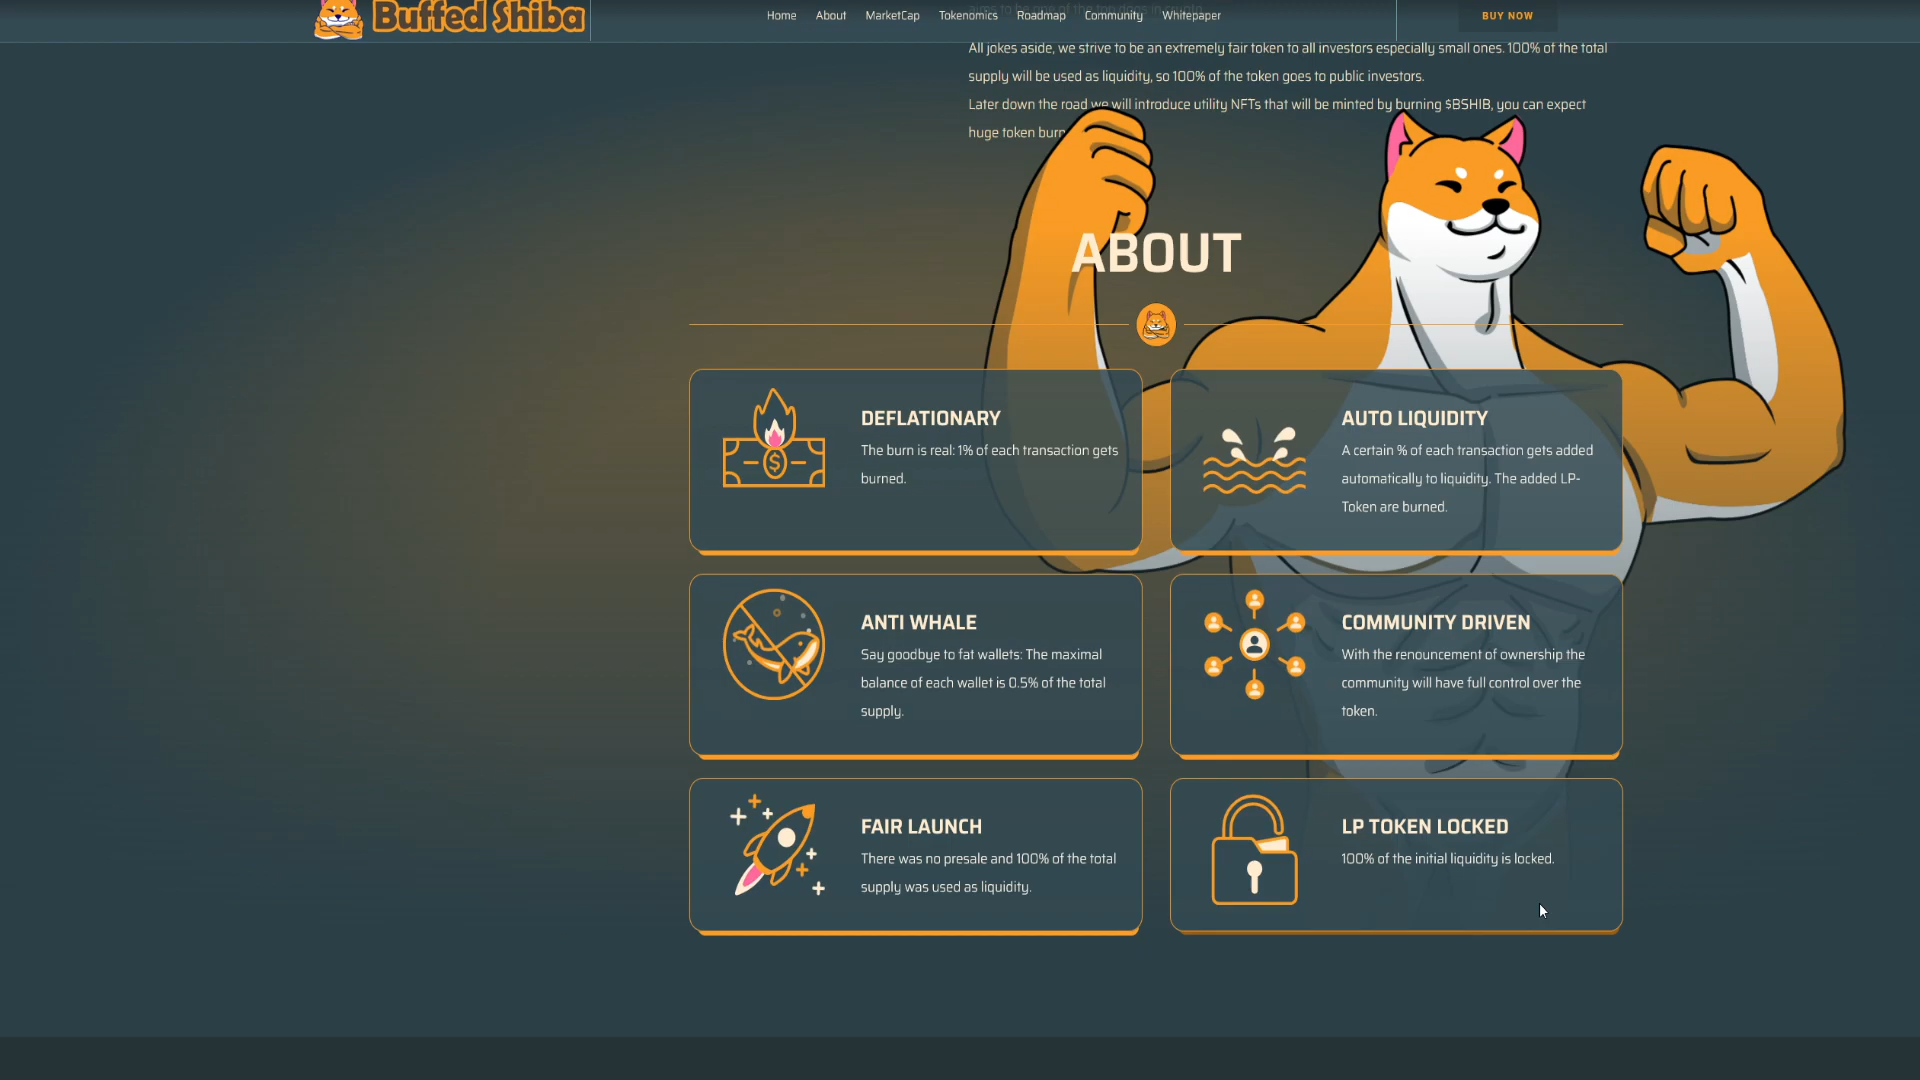 Buffed Shiba
Home About MarketCap Tokenomics Roadmap Community Whitepaper
BUY NOW
All jokes aside, we strive to be an extremely fair token to all investors especially small ones. 100% of the total
supply will be used as liquidity, so 100% of the token goes to public investors.
Later down the road we will introduce utility NFTs that will be minted by burning $BSHIB, you can expect
huge token burn
ABOUT
DEFLATIONARY
The burn is real: 1% of each transaction gets
burned.
AUTO LIQUIDITY
A certain % of each transaction gets added
automatically to liquidity. The added LP-
Token are burned.
ANTI WHALE
Say goodbye to fat wallets: The maximal
balance of each wallet is 0.5% of the total
supply.
COMMUNITY DRIVEN
With the renouncement of ownership the
community will have full control over the
token.
FAIR LAUNCH
There was no presale and 100% of the total
supply was used as liquidity.
LP TOKEN LOCKED
100% of the initial liquidity is locked.